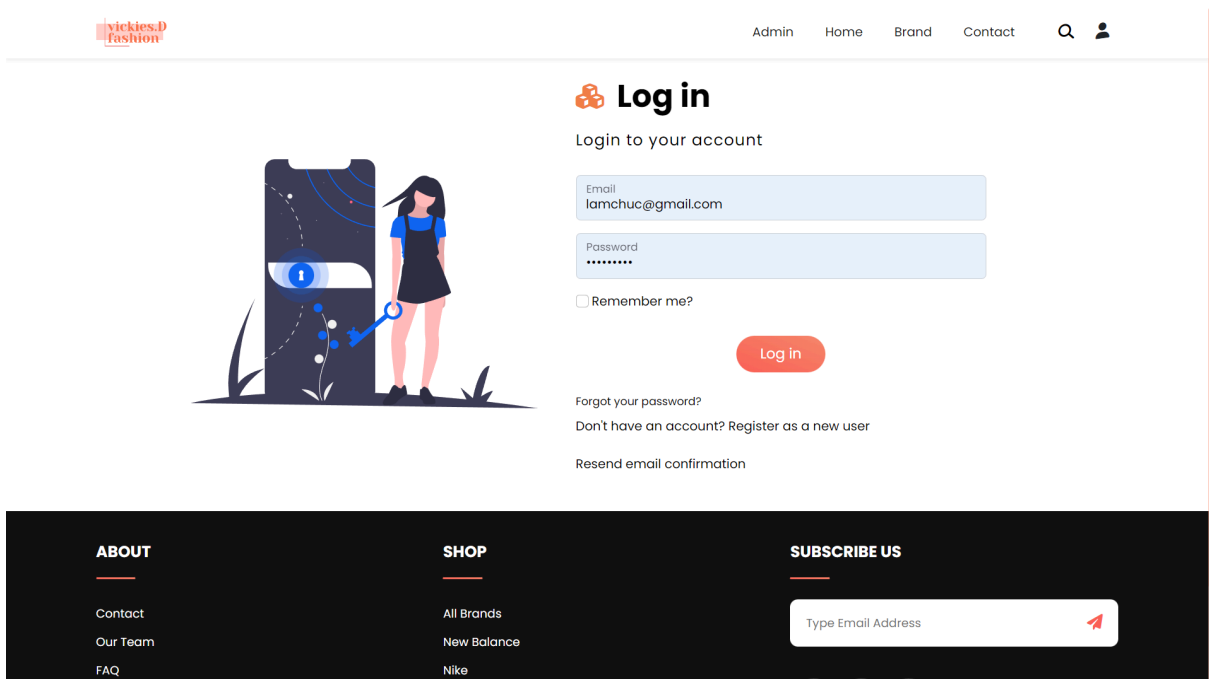 vickies.D
fashion
Admin Home Brand Contact
Log in
Login to your account
Email
lamchuc@gmail.com
Password
•••••••••
Remember me?
Log in
Forgot your password?
Don't have an account? Register as a new user
Resend email confirmation
ABOUT
Contact
Our Team
FAQ
SHOP
All Brands
New Balance
Nike
SUBSCRIBE US
Type Email Address